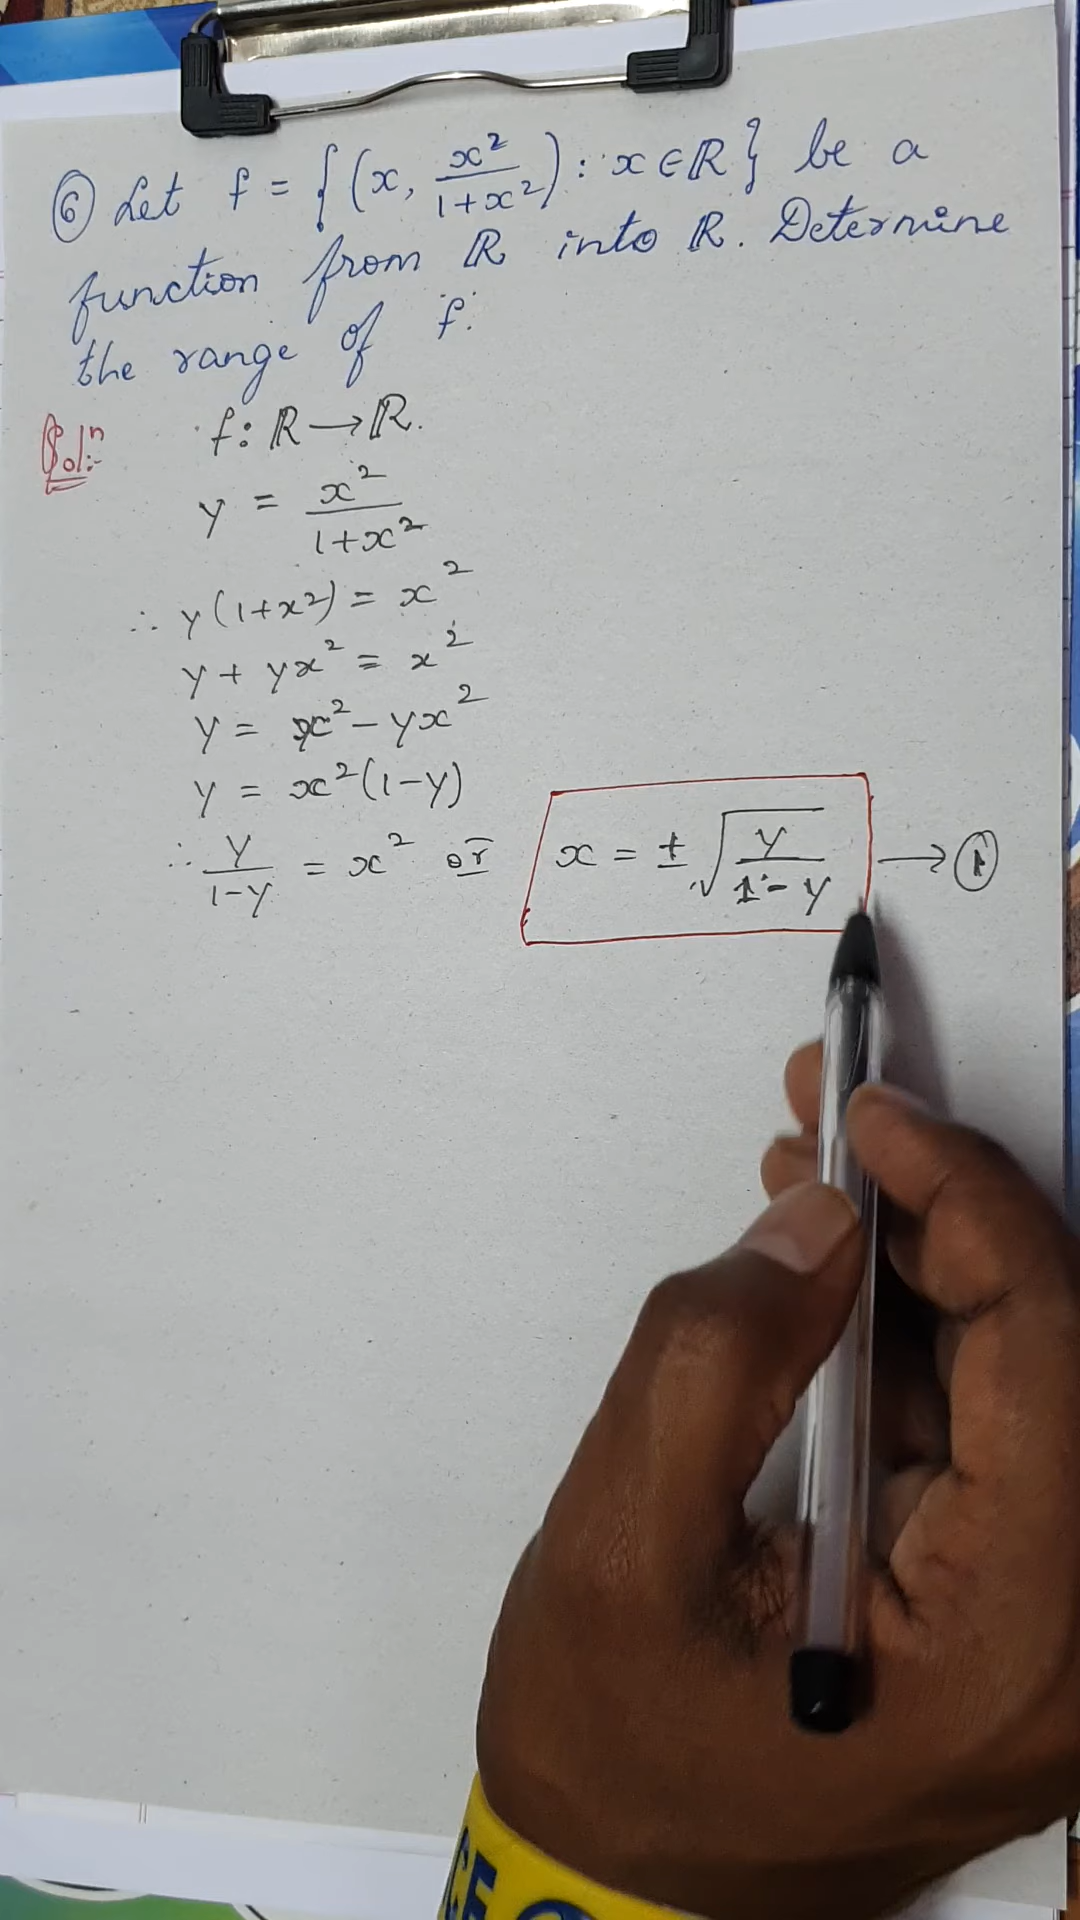 ⑥ Let f = {(x, x²/(1+x²)) : x ∈ ℝ} be a
function from ℝ into ℝ. Determine
the range of f.
Solⁿ:- f: ℝ → ℝ.
y = x²/(1+x²)
∴ y(1+x²) = x²
y + yx² = x²
y = x² − yx²
y = x²(1−y)
∴ y/(1−y) = x² or x = ± √(y/(1−y)) → ①